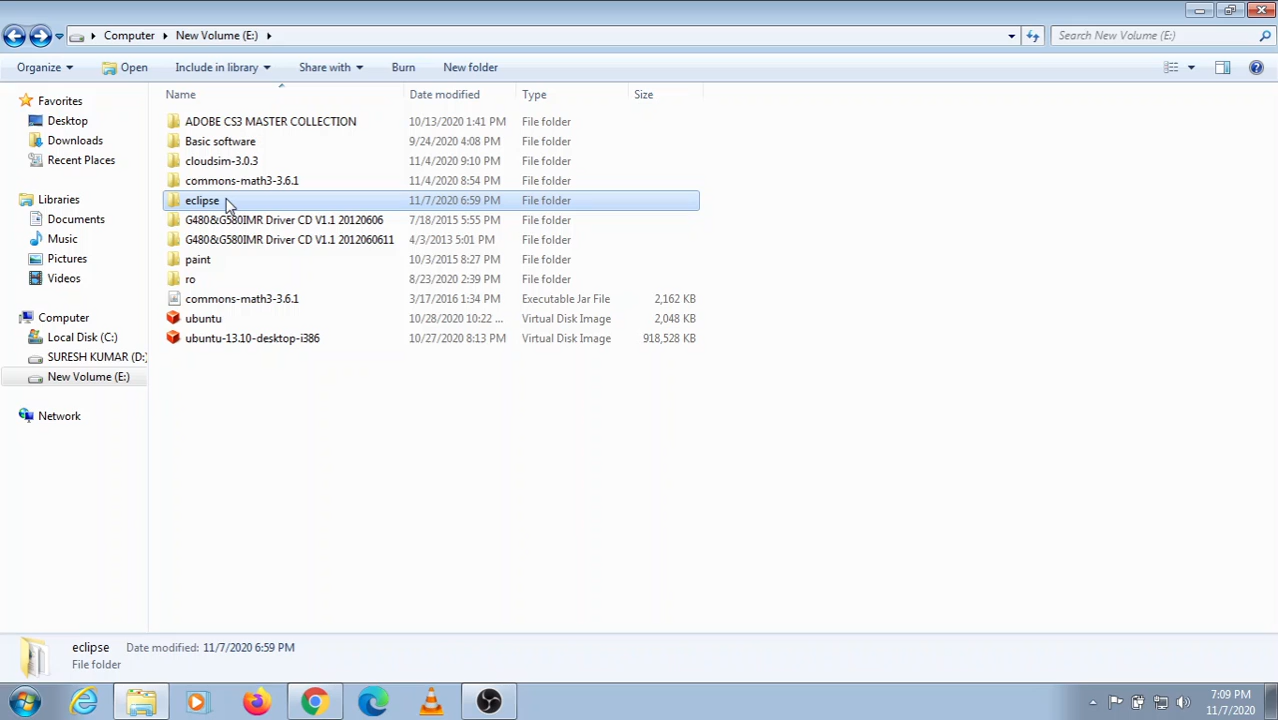 Computer New Volume (E:)
Search New Volume (E:)
Organize Open Include in library Share with Burn New folder
Name Date modified Type Size
Favorites
Desktop
Downloads
Recent Places
Libraries
Documents
Music
Pictures
Videos
Computer
Local Disk (C:)
SURESH KUMAR (D:)
New Volume (E:)
Network
ADOBE CS3 MASTER COLLECTION 10/13/2020 1:41 PM File folder
Basic software 9/24/2020 4:08 PM File folder
cloudsim-3.0.3 11/4/2020 9:10 PM File folder
commons-math3-3.6.1 11/4/2020 8:54 PM File folder
eclipse 11/7/2020 6:59 PM File folder
G480&G580IMR Driver CD V1.1 20120606 7/18/2015 5:55 PM File folder
G480&G580IMR Driver CD V1.1 2012060611 4/3/2013 5:01 PM File folder
paint 10/3/2015 8:27 PM File folder
ro 8/23/2020 2:39 PM File folder
commons-math3-3.6.1 3/17/2016 1:34 PM Executable Jar File 2,162 KB
ubuntu 10/28/2020 10:22 ... Virtual Disk Image 2,048 KB
ubuntu-13.10-desktop-i386 10/27/2020 8:13 PM Virtual Disk Image 918,528 KB
eclipse Date modified: 11/7/2020 6:59 PM
File folder
7:09 PM
11/7/2020